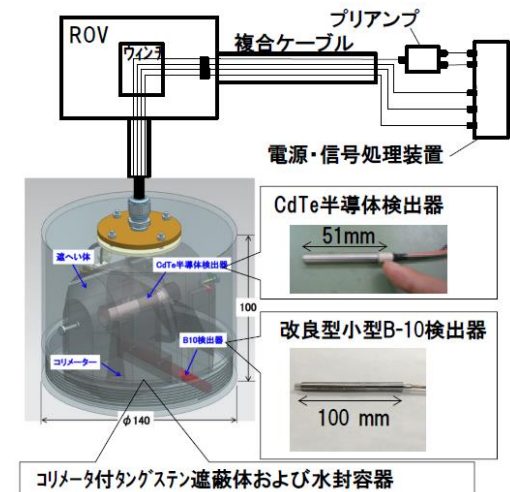 プリアンプ
ROV
ウィンチ
複合ケーブル
電源・信号処理装置
CdTe半導体検出器
51mm
遮へい体
CdTe半導体検出器
100
改良型小型B-10検出器
B10検出器
コリメーター
100 mm
φ140
コリメータ付タングステン遮蔽体および水封容器